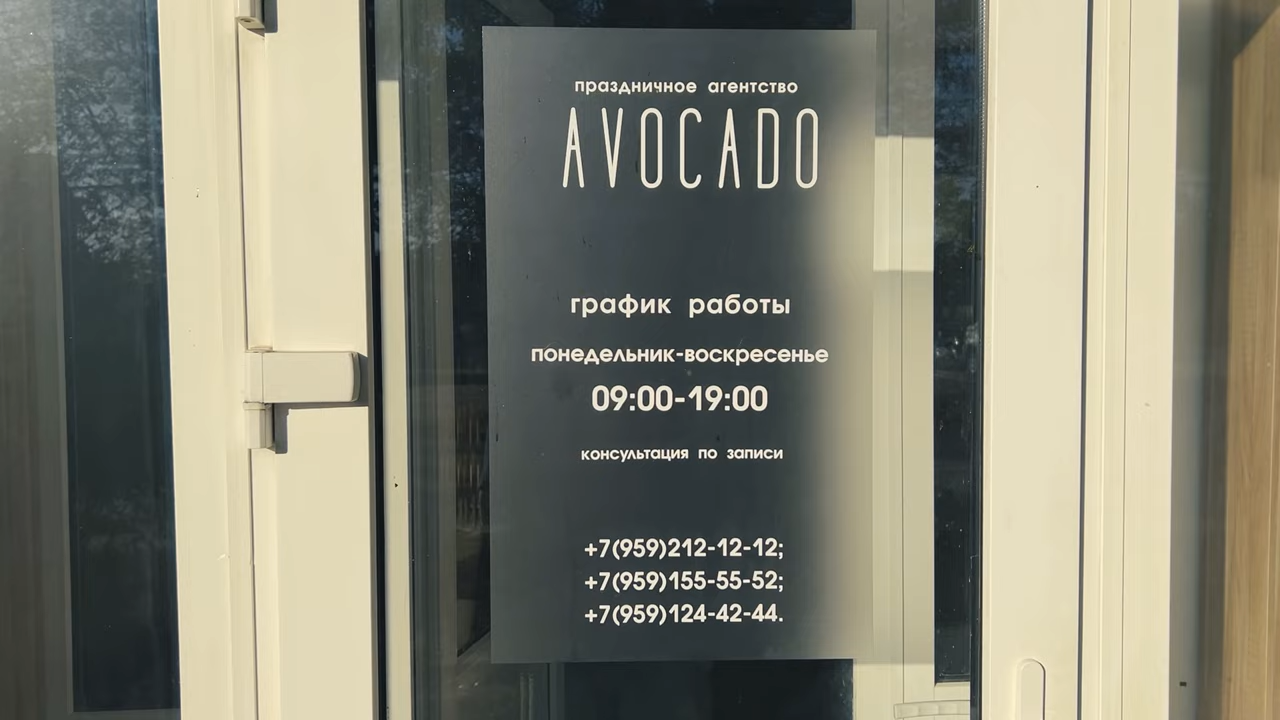 праздничное агентство
AVOCADO
график работы
понедельник-воскресенье
09:00-19:00
консультация по записи
+7(959)212-12-12;
+7(959)155-55-52;
+7(959)124-42-44.